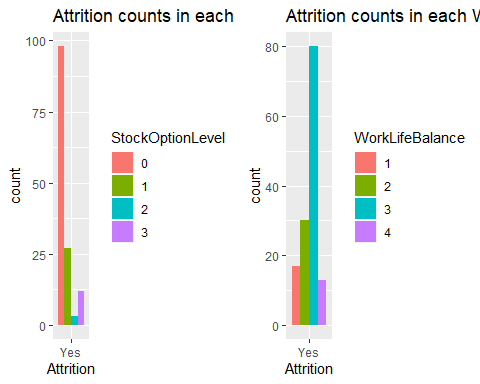 Attrition counts in each
count
100
75
50
25
0
Yes
Attrition
StockOptionLevel
0
1
2
3
Attrition counts in each W
count
80
60
40
20
0
Yes
Attrition
WorkLifeBalance
1
2
3
4